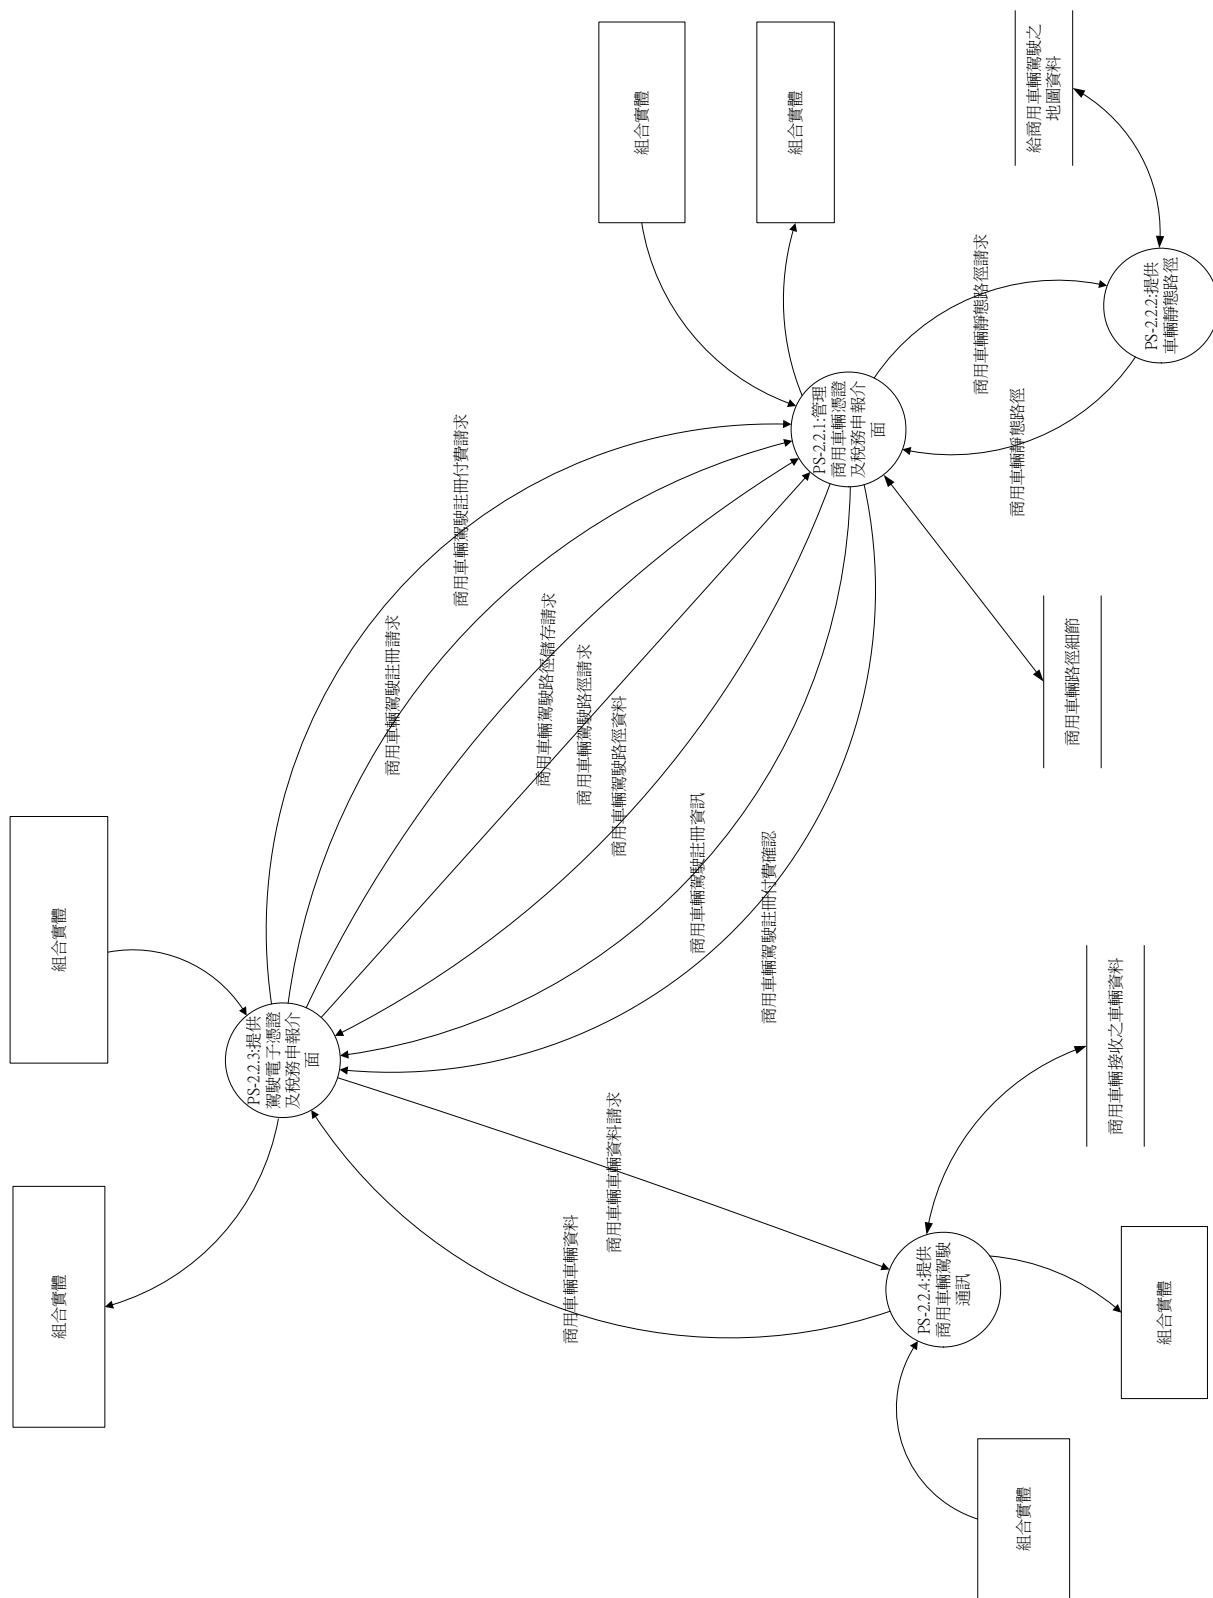 組合實體
組合實體
給商用車輛駕駛之
地圖資料
PS-2.2.2:提供
車輛靜態路徑
商用車輛靜態路徑請求
商用車輛靜態路徑
PS-2.2.1:管理
商用車輛憑證
及稅務申報介
面
商用車輛路徑細節
商用車輛駕駛註冊付費請求
商用車輛駕駛註冊請求
商用車輛駕駛路徑儲存請求
商用車輛駕駛路徑請求
商用車輛駕駛路徑資料
商用車輛駕駛註冊資訊
商用車輛駕駛註冊付費確認
組合實體
組合實體
PS-2.2.3:提供
駕駛電子憑證
及稅務申報介
面
商用車輛車輛資料請求
商用車輛車輛資料
商用車輛接收之車輛資料
PS-2.2.4:提供
商用車輛駕駛
通訊
組合實體
組合實體